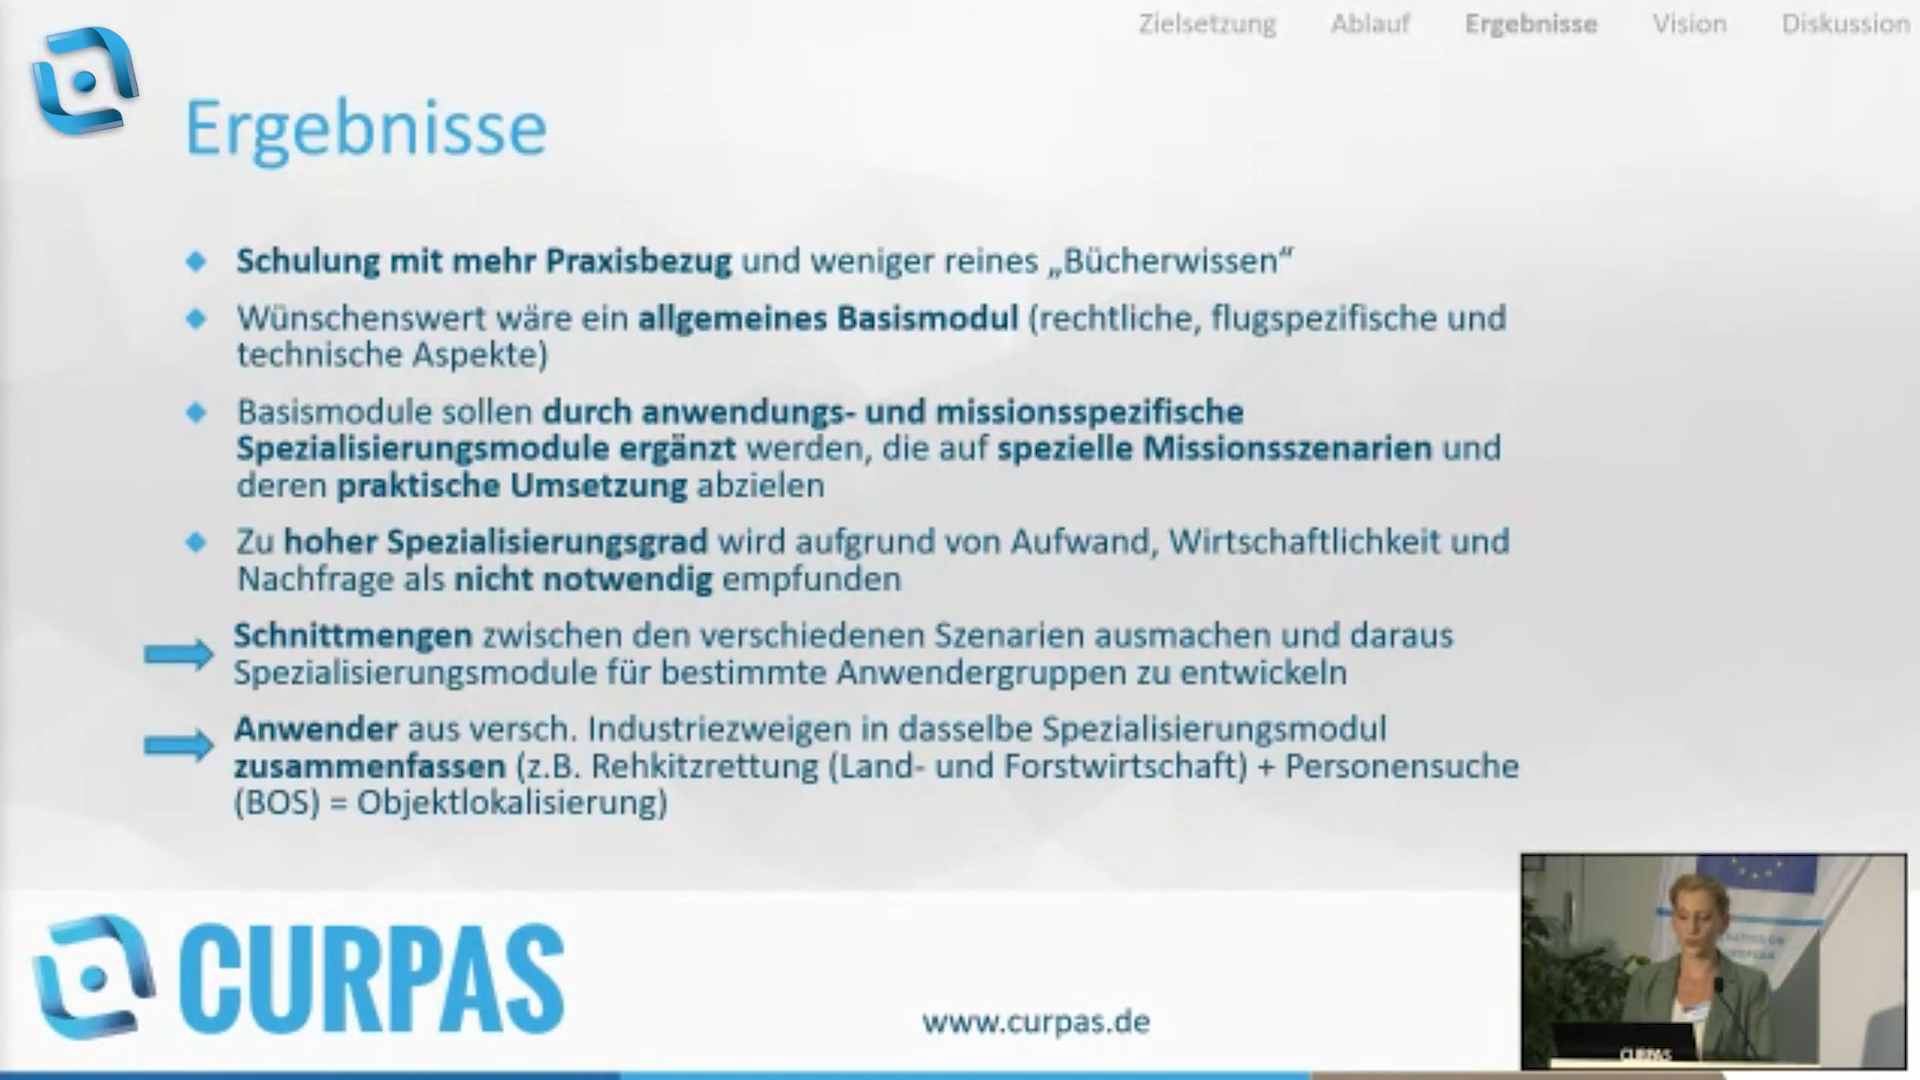 Zielsetzung Ablauf Ergebnisse Vision Diskussion
Ergebnisse
Schulung mit mehr Praxisbezug und weniger reines „Bücherwissen“
Wünschenswert wäre ein allgemeines Basismodul (rechtliche, flugspezifische und
technische Aspekte)
Basismodule sollen durch anwendungs- und missionsspezifische
Spezialisierungsmodule ergänzt werden, die auf spezielle Missionsszenarien und
deren praktische Umsetzung abzielen
Zu hoher Spezialisierungsgrad wird aufgrund von Aufwand, Wirtschaftlichkeit und
Nachfrage als nicht notwendig empfunden
Schnittmengen zwischen den verschiedenen Szenarien ausmachen und daraus
Spezialisierungsmodule für bestimmte Anwendergruppen zu entwickeln
Anwender aus versch. Industriezweigen in dasselbe Spezialisierungsmodul
zusammenfassen (z.B. Rehkitzrettung (Land- und Forstwirtschaft) + Personensuche
(BOS) = Objektlokalisierung)
CURPAS
www.curpas.de
CURPAS